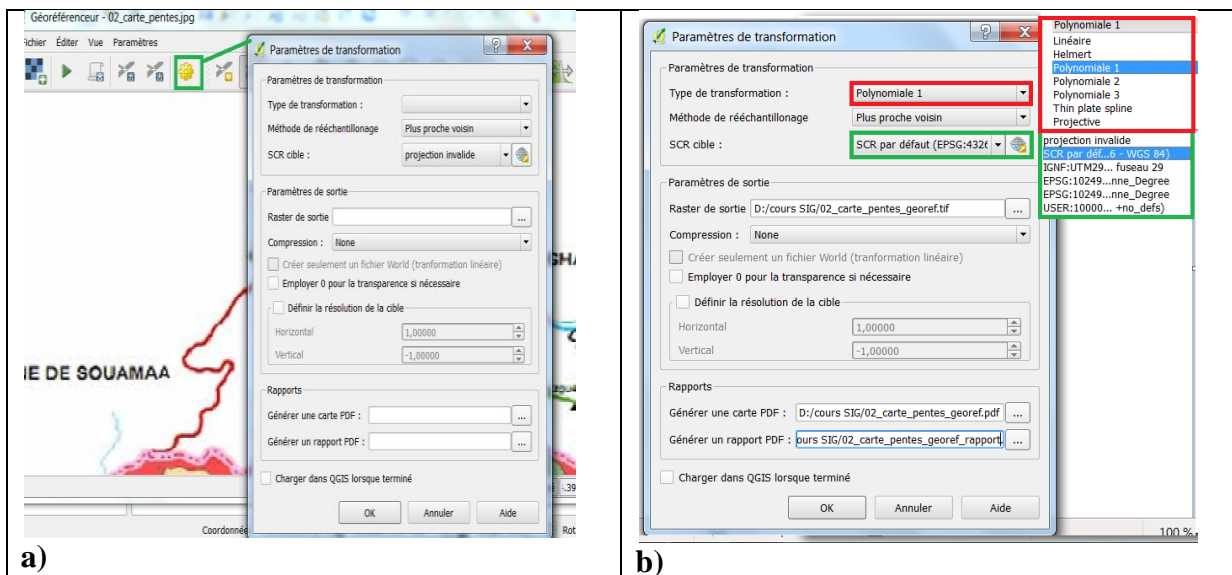 Géoréférenceur - 02_carte_pentes.jpg
Éditer Vue Paramètres
Paramètres de transformation
Paramètres de transformation
Type de transformation :
Méthode de rééchantillonage Plus proche voisin
SCR cible : projection invalide
Paramètres de sortie
Raster de sortie ...
Compression : None
Créer seulement un fichier World (tranformation linéaire)
Employer 0 pour la transparence si nécessaire
Définir la résolution de la cible
Horizontal 1,00000
Vertical -1,00000
Rapports
Générer une carte PDF : ...
Générer un rapport PDF : ...
Charger dans QGIS lorsque terminé
OK Annuler Aide
IE DE SOUAMAA
Coordonnée
Rot
a)
Paramètres de transformation
Paramètres de transformation
Type de transformation : Polynomiale 1
Méthode de rééchantillonage Plus proche voisin
SCR cible : SCR par défaut (EPSG:4326
Paramètres de sortie
Raster de sortie D:/cours SIG/02_carte_pentes_georef.tif ...
Compression : None
Créer seulement un fichier World (tranformation linéaire)
Employer 0 pour la transparence si nécessaire
Définir la résolution de la cible
Horizontal 1,00000
Vertical -1,00000
Rapports
Générer une carte PDF : D:/cours SIG/02_carte_pentes_georef.pdf ...
Générer un rapport PDF : ours SIG/02_carte_pentes_georef_rapport. ...
Charger dans QGIS lorsque terminé
OK Annuler Aide
Polynomiale 1
Linéaire
Helmert
Polynomiale 1
Polynomiale 2
Polynomiale 3
Thin plate spline
Projective
projection invalide
SCR par déf...6 - WGS 84)
IGNF:UTM29... fuseau 29
EPSG:10249...nne_Degree
EPSG:10249...nne_Degree
USER:10000... +no_defs)
100 %
b)